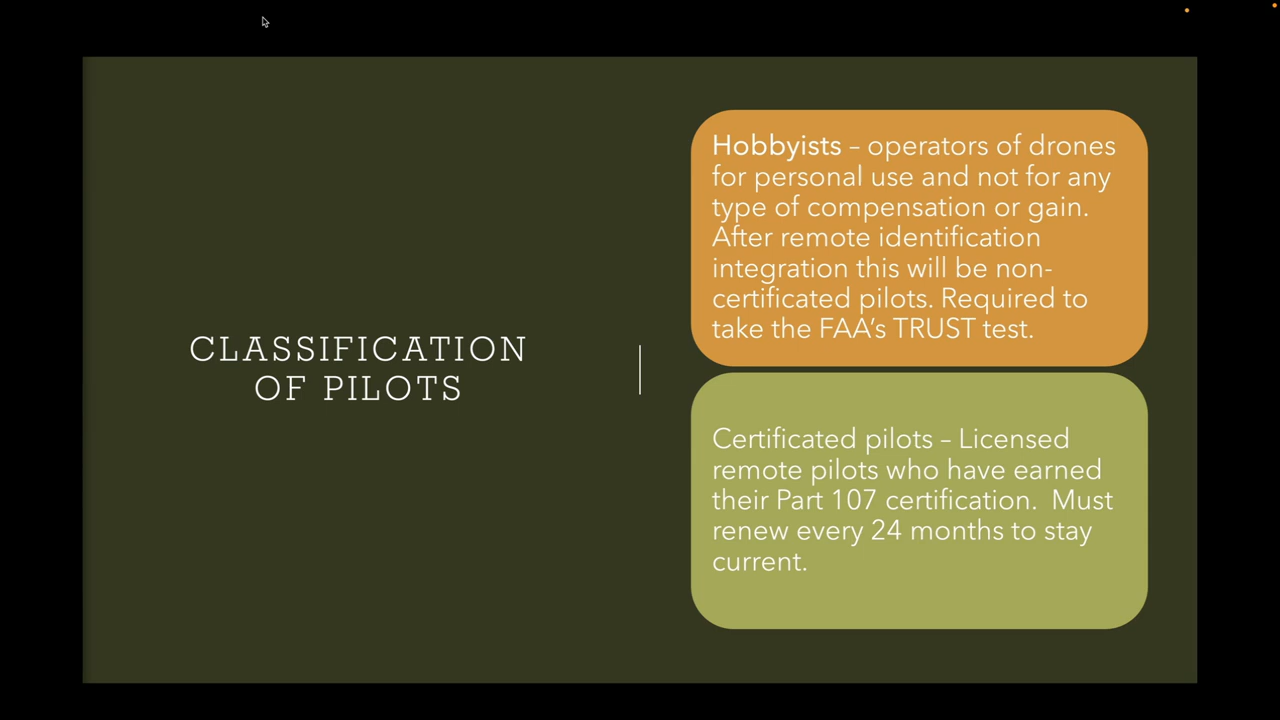 CLASSIFICATION
OF PILOTS
Hobbyists – operators of drones
for personal use and not for any
type of compensation or gain.
After remote identification
integration this will be non-
certificated pilots. Required to
take the FAA’s TRUST test.
Certificated pilots – Licensed
remote pilots who have earned
their Part 107 certification.  Must
renew every 24 months to stay
current.